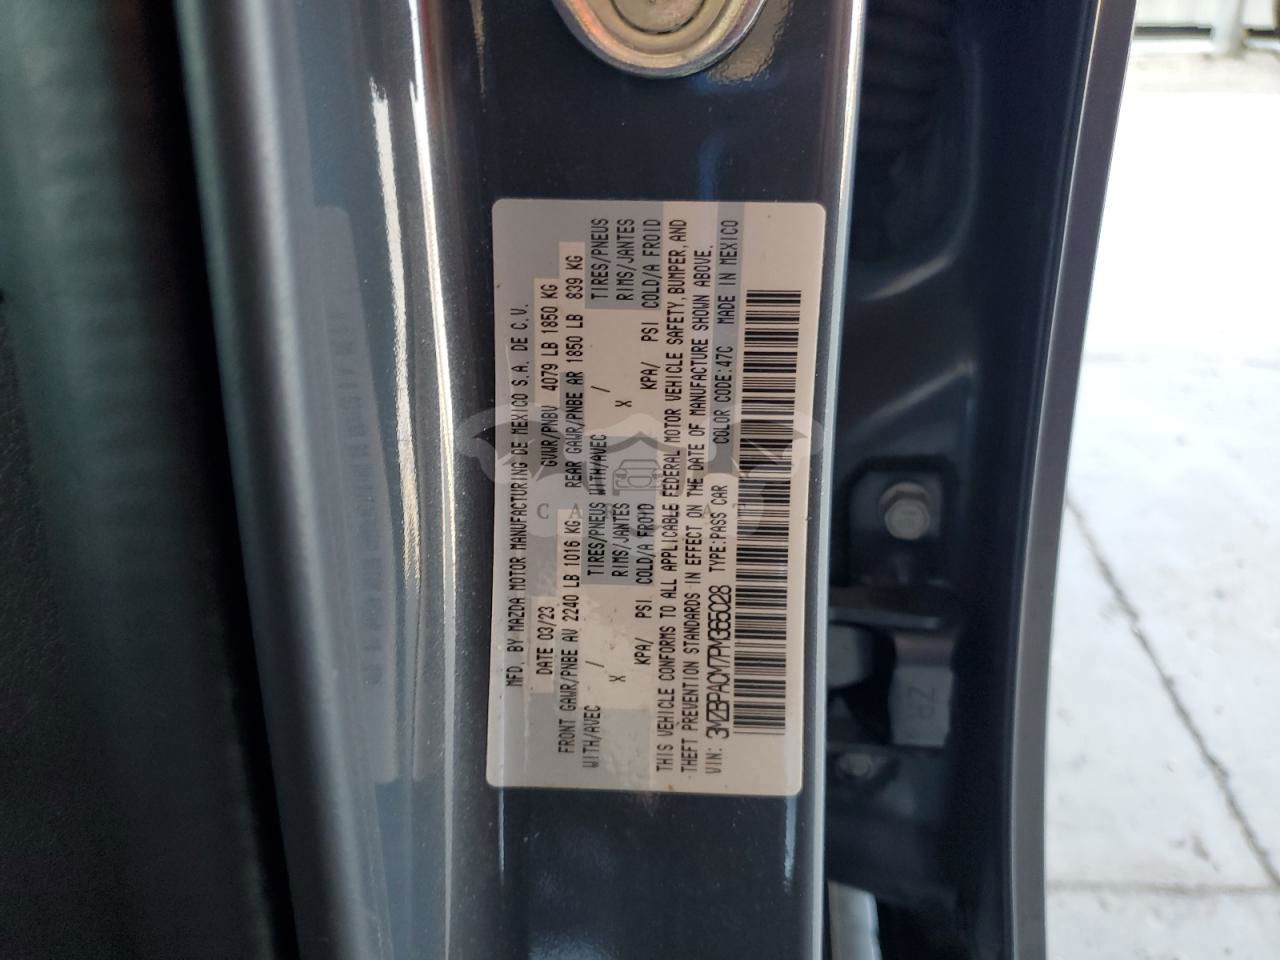 MFD. BY MAZDA MOTOR MANUFACTURING DE MEXICO S.A. DE C.V.
DATE 03/23 GVWR/PNBV 4079 LB 1850 KG
FRONT GAWR/PNBE AV 2240 LB 1016 KG REAR GAWR/PNBE AR 1850 LB 839 KG
WITH/AVEC / TIRES/PNEUS WITH/AVEC / TIRES/PNEUS
X RIMS/JANTES X RIMS/JANTES
KPA/ PSI COLD/A FROID KPA/ PSI COLD/A FROID
THIS VEHICLE CONFORMS TO ALL APPLICABLE FEDERAL MOTOR VEHICLE SAFETY, BUMPER, AND
THEFT PREVENTION STANDARDS IN EFFECT ON THE DATE OF MANUFACTURE SHOWN ABOVE.
VIN: 3MZBPACM7PM365028 TYPE:PASS CAR COLOR CODE:47C MADE IN MEXICO
ZR